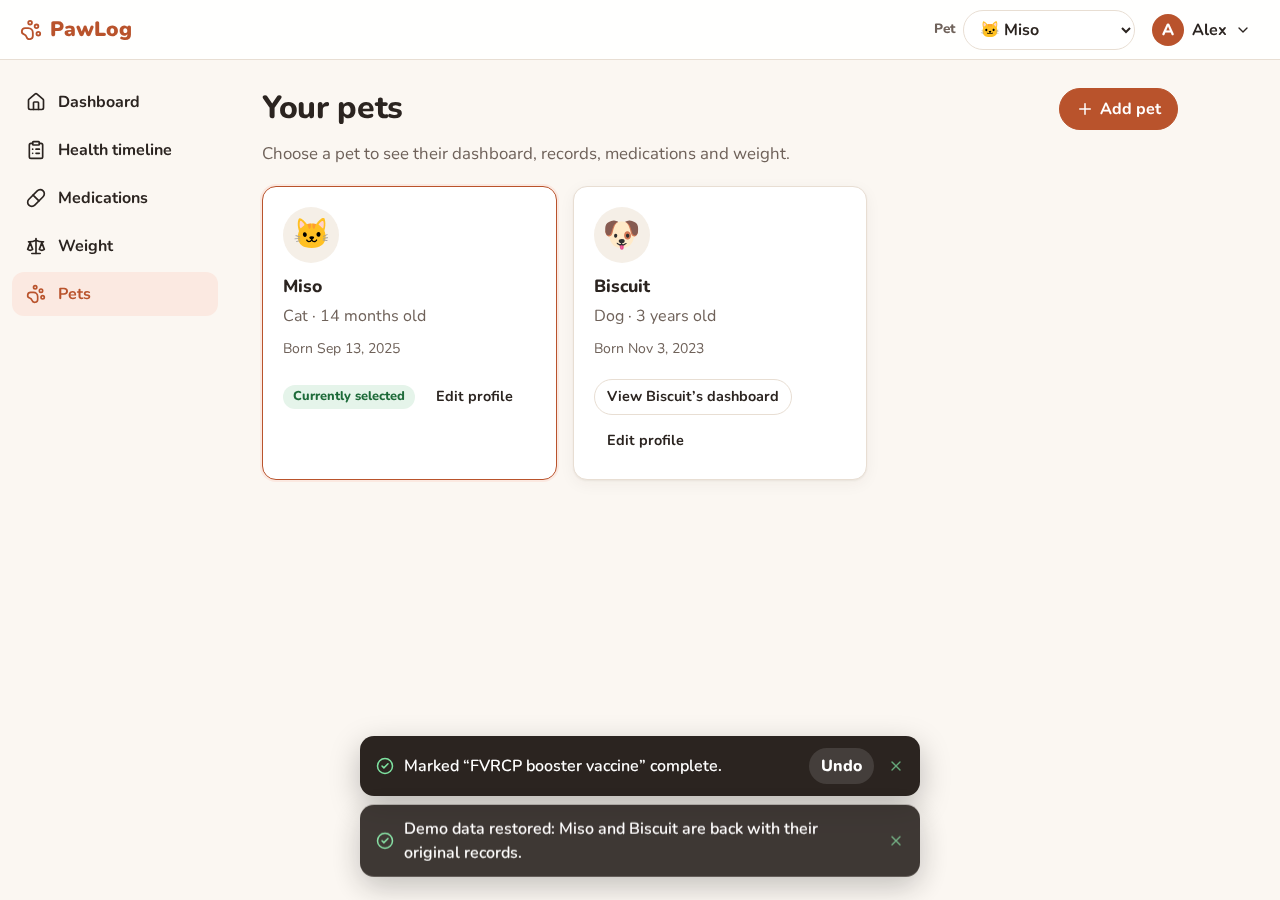 PawLog
Pet
Miso
A
Alex
Dashboard
Health timeline
Medications
Weight
Pets
Your pets
Add pet
Choose a pet to see their dashboard, records, medications and weight.
Miso
Cat · 14 months old
Born Sep 13, 2025
Currently selected
Edit profile
Biscuit
Dog · 3 years old
Born Nov 3, 2023
View Biscuit’s dashboard
Edit profile
Marked “FVRCP booster vaccine” complete.
Undo
Demo data restored: Miso and Biscuit are back with their
original records.